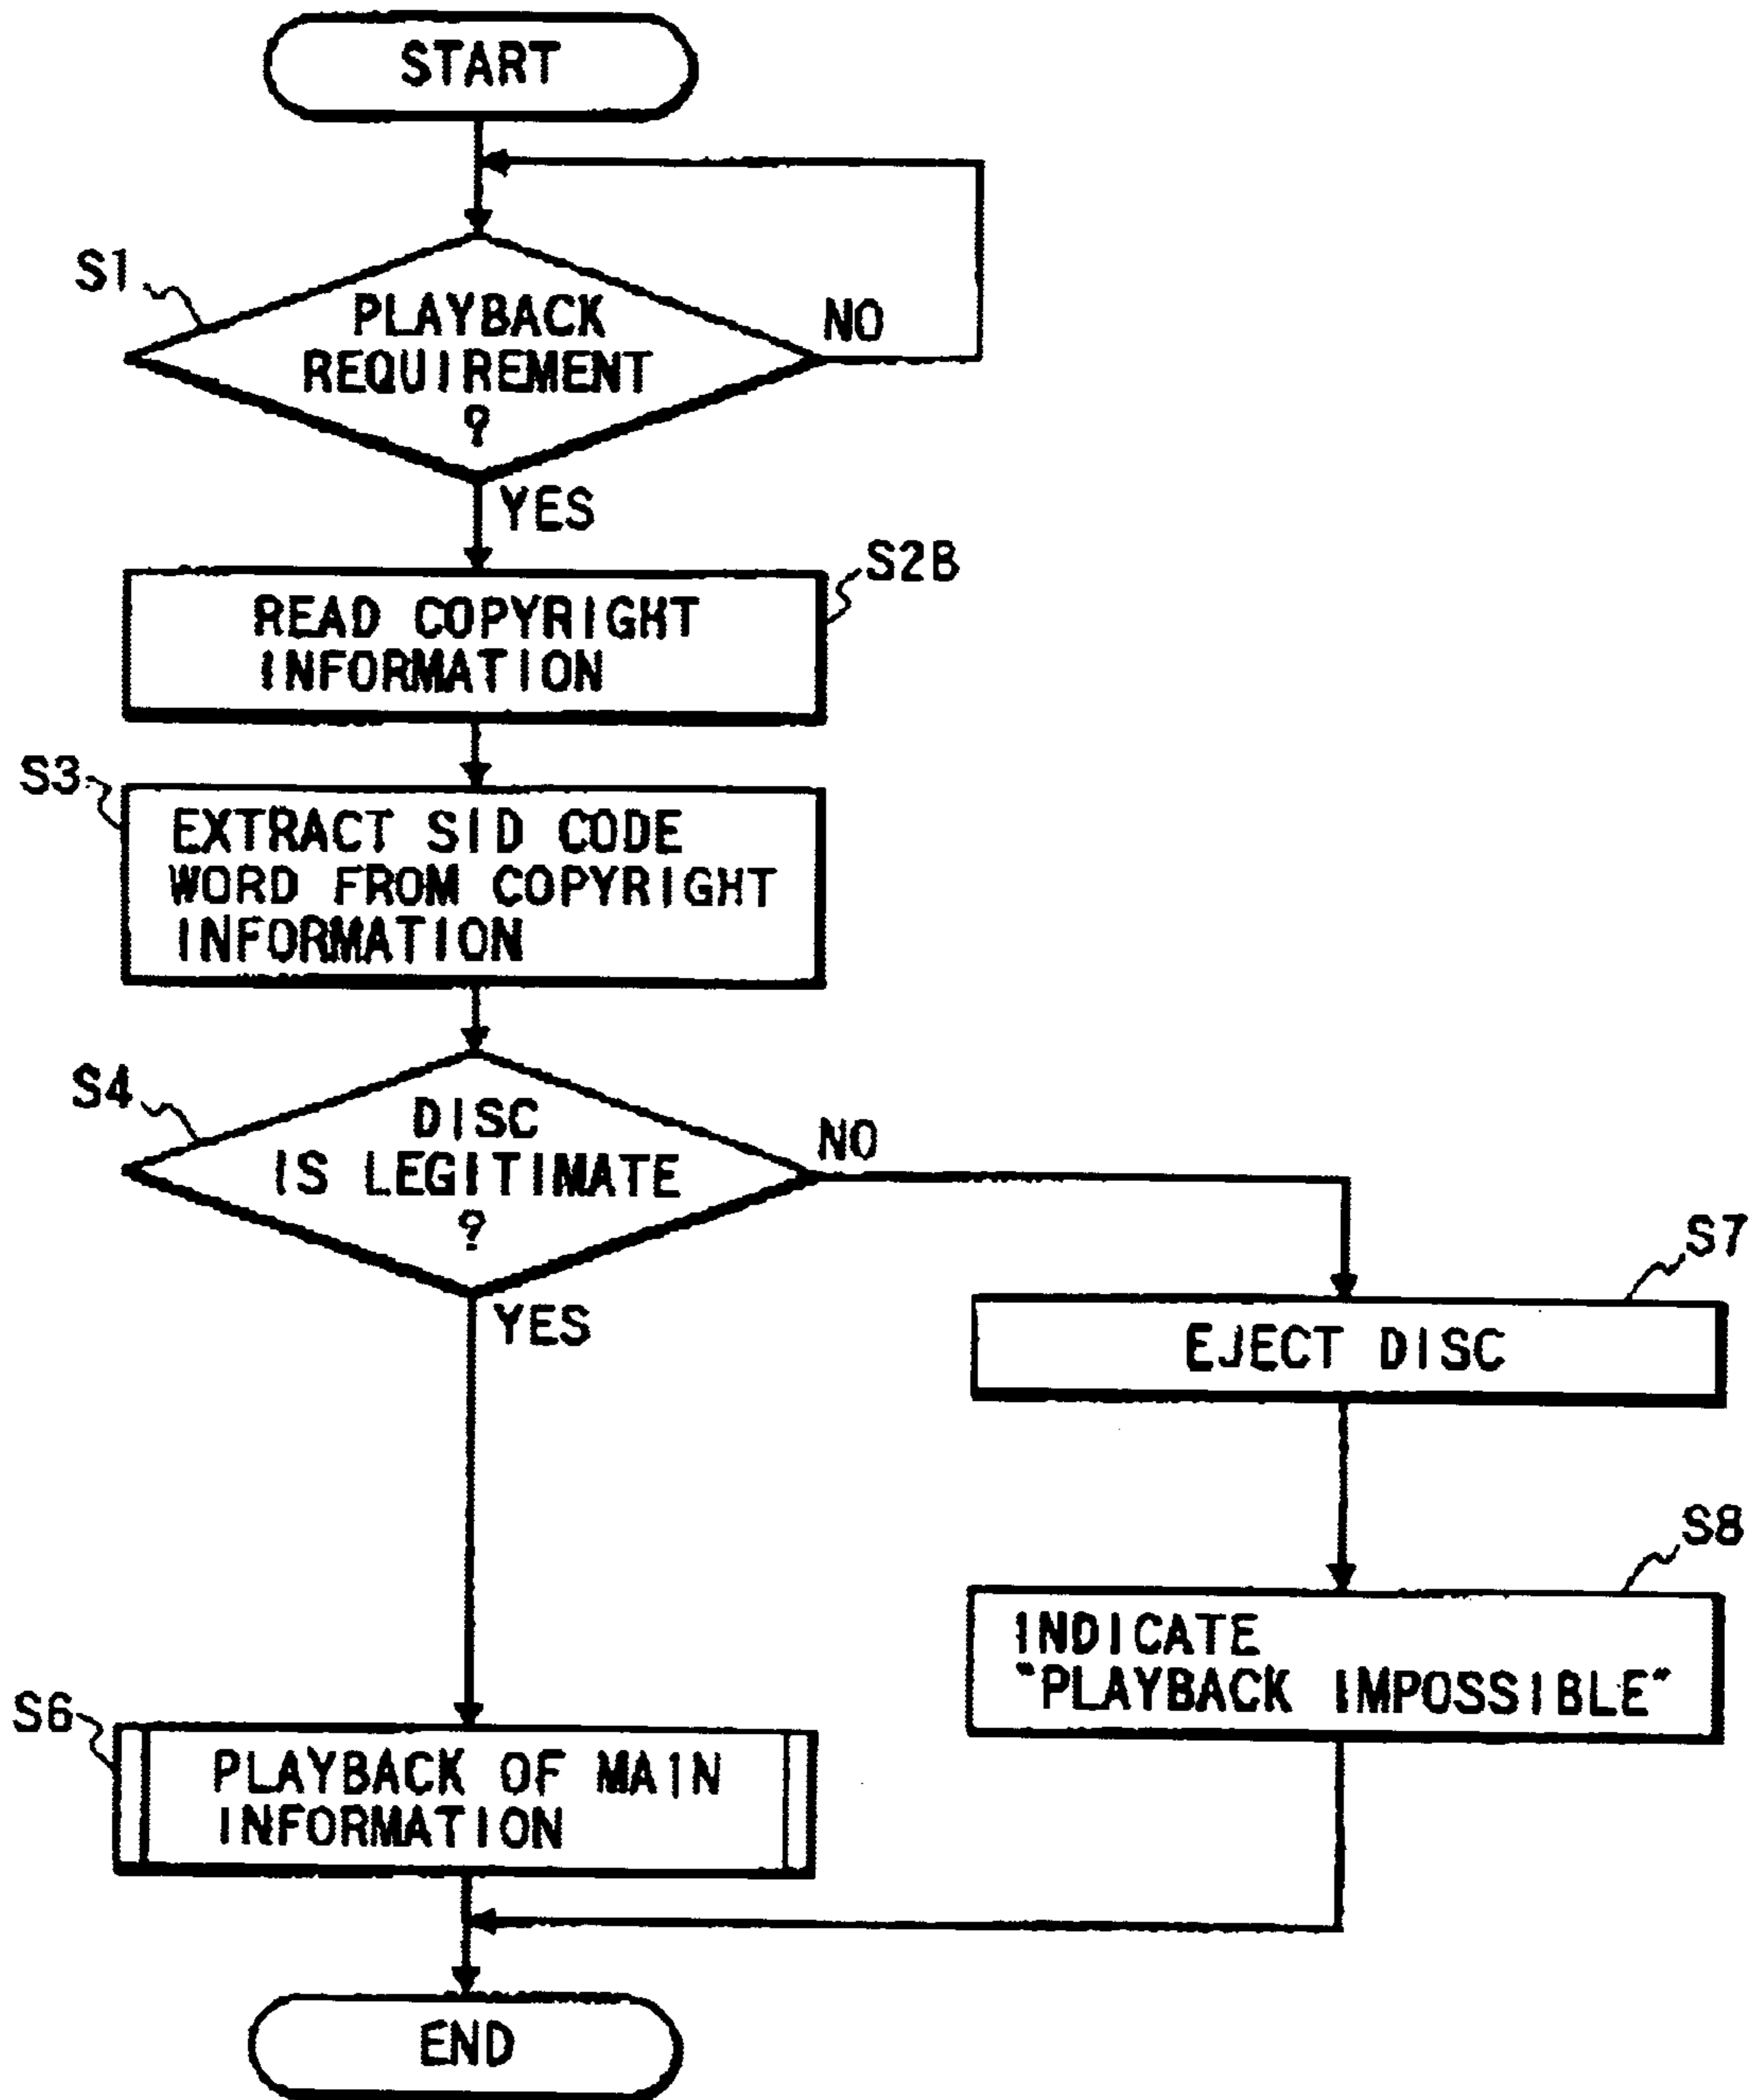 START
S1
PLAYBACK
REQUIREMENT
?
NO
YES
S2B
READ COPYRIGHT
INFORMATION
S3
EXTRACT SID CODE
WORD FROM COPYRIGHT
INFORMATION
S4
DISC
IS LEGITIMATE
?
NO
YES
S7
EJECT DISC
S8
INDICATE
"PLAYBACK IMPOSSIBLE"
S6
PLAYBACK OF MAIN
INFORMATION
END